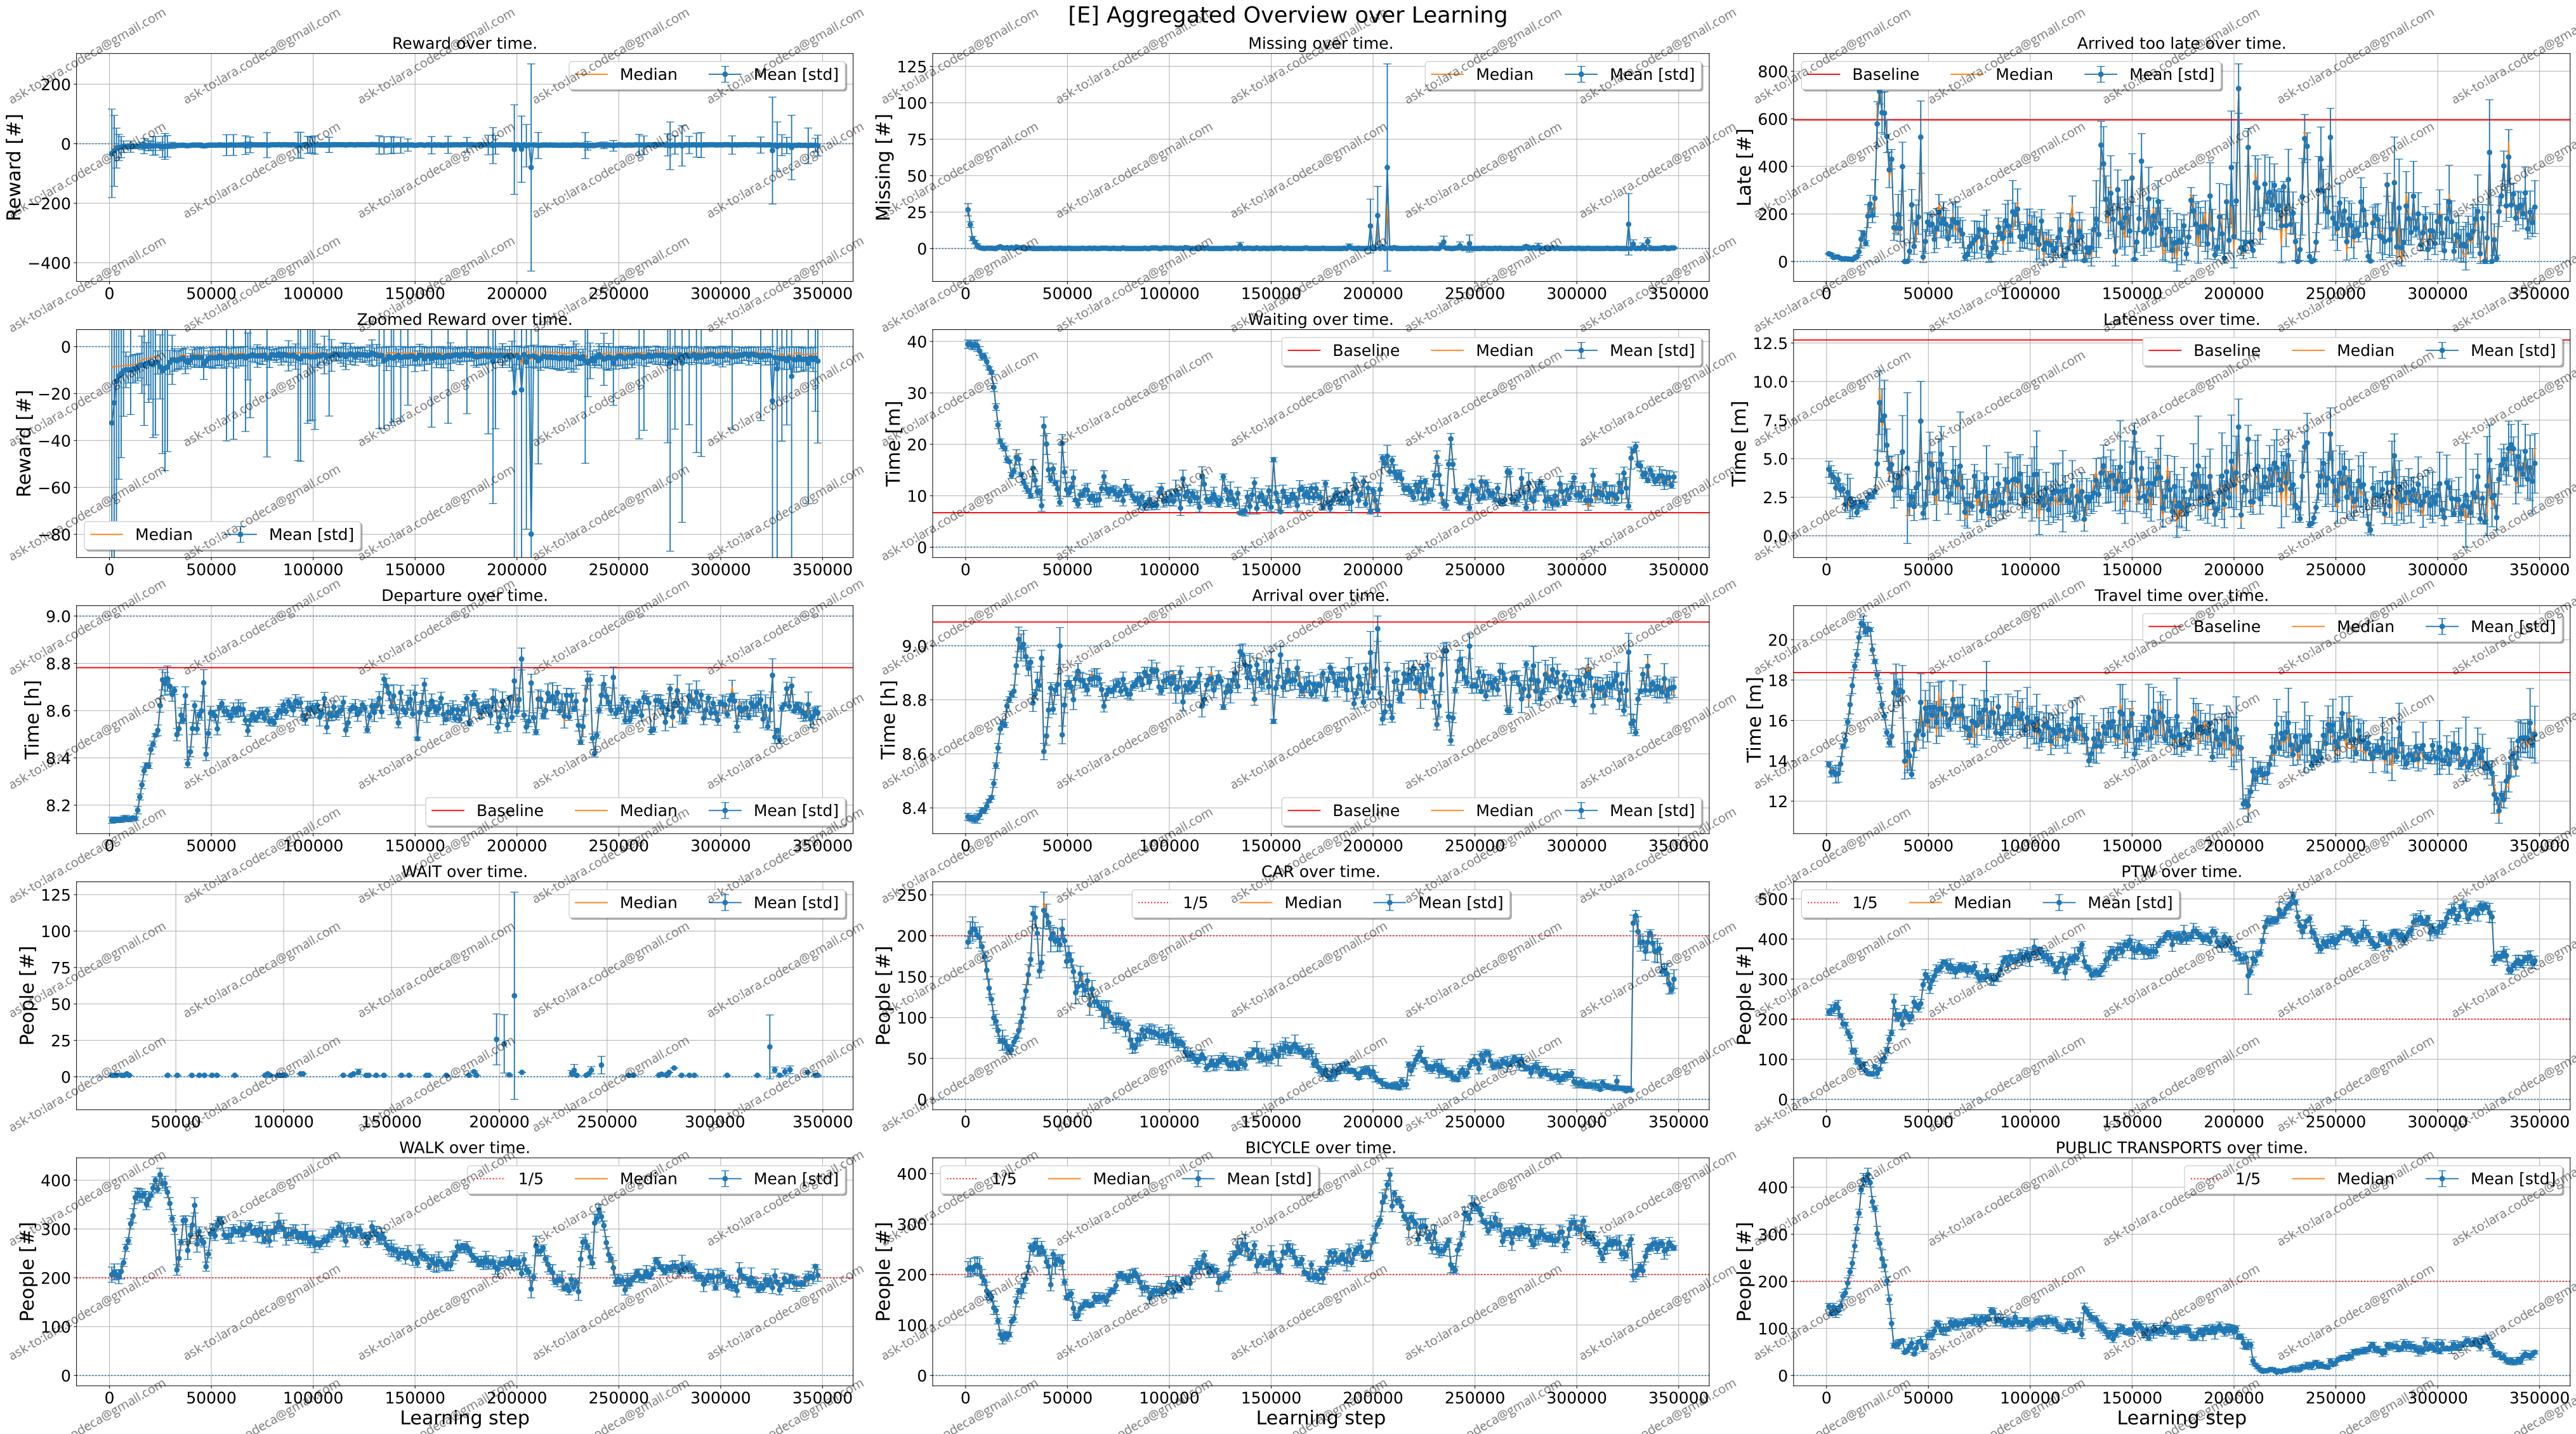 [E] Aggregated Overview over Learning
Reward over time.
Missing over time.
Arrived too late over time.
Reward [#]
200
0
−200
−400
0 50000 100000 150000 200000 250000 300000 350000
Median Mean [std]
Missing [#]
125
100
75
50
25
0
0 50000 100000 150000 200000 250000 300000 350000
Median Mean [std]
Late [#]
800
600
400
200
0
0 50000 100000 150000 200000 250000 300000 350000
Baseline Median Mean [std]
Zoomed Reward over time.
Waiting over time.
Lateness over time.
Reward [#]
0
−20
−40
−60
−80
0 50000 100000 150000 200000 250000 300000 350000
Median Mean [std]
Time [m]
40
30
20
10
0
0 50000 100000 150000 200000 250000 300000 350000
Baseline Median Mean [std]
Time [m]
12.5
10.0
7.5
5.0
2.5
0.0
0 50000 100000 150000 200000 250000 300000 350000
Baseline Median Mean [std]
Departure over time.
Arrival over time.
Travel time over time.
Time [h]
9.0
8.8
8.6
8.4
8.2
0 50000 100000 150000 200000 250000 300000 350000
Baseline Median Mean [std]
Time [h]
9.0
8.8
8.6
8.4
0 50000 100000 150000 200000 250000 300000 350000
Baseline Median Mean [std]
Time [m]
20
18
16
14
12
0 50000 100000 150000 200000 250000 300000 350000
Baseline Median Mean [std]
WAIT over time.
CAR over time.
PTW over time.
People [#]
125
100
75
50
25
0
50000 100000 150000 200000 250000 300000 350000
Median Mean [std]
People [#]
250
200
150
100
50
0
0 50000 100000 150000 200000 250000 300000 350000
1/5 Median Mean [std]
People [#]
500
400
300
200
100
0
0 50000 100000 150000 200000 250000 300000 350000
1/5 Median Mean [std]
WALK over time.
BICYCLE over time.
PUBLIC TRANSPORTS over time.
People [#]
400
300
200
100
0
0 50000 100000 150000 200000 250000 300000 350000
1/5 Median Mean [std]
Learning step
People [#]
400
300
200
100
0
0 50000 100000 150000 200000 250000 300000 350000
1/5 Median Mean [std]
Learning step
People [#]
400
300
200
100
0
0 50000 100000 150000 200000 250000 300000 350000
1/5 Median Mean [std]
Learning step
ask-to:lara.codeca@gmail.com